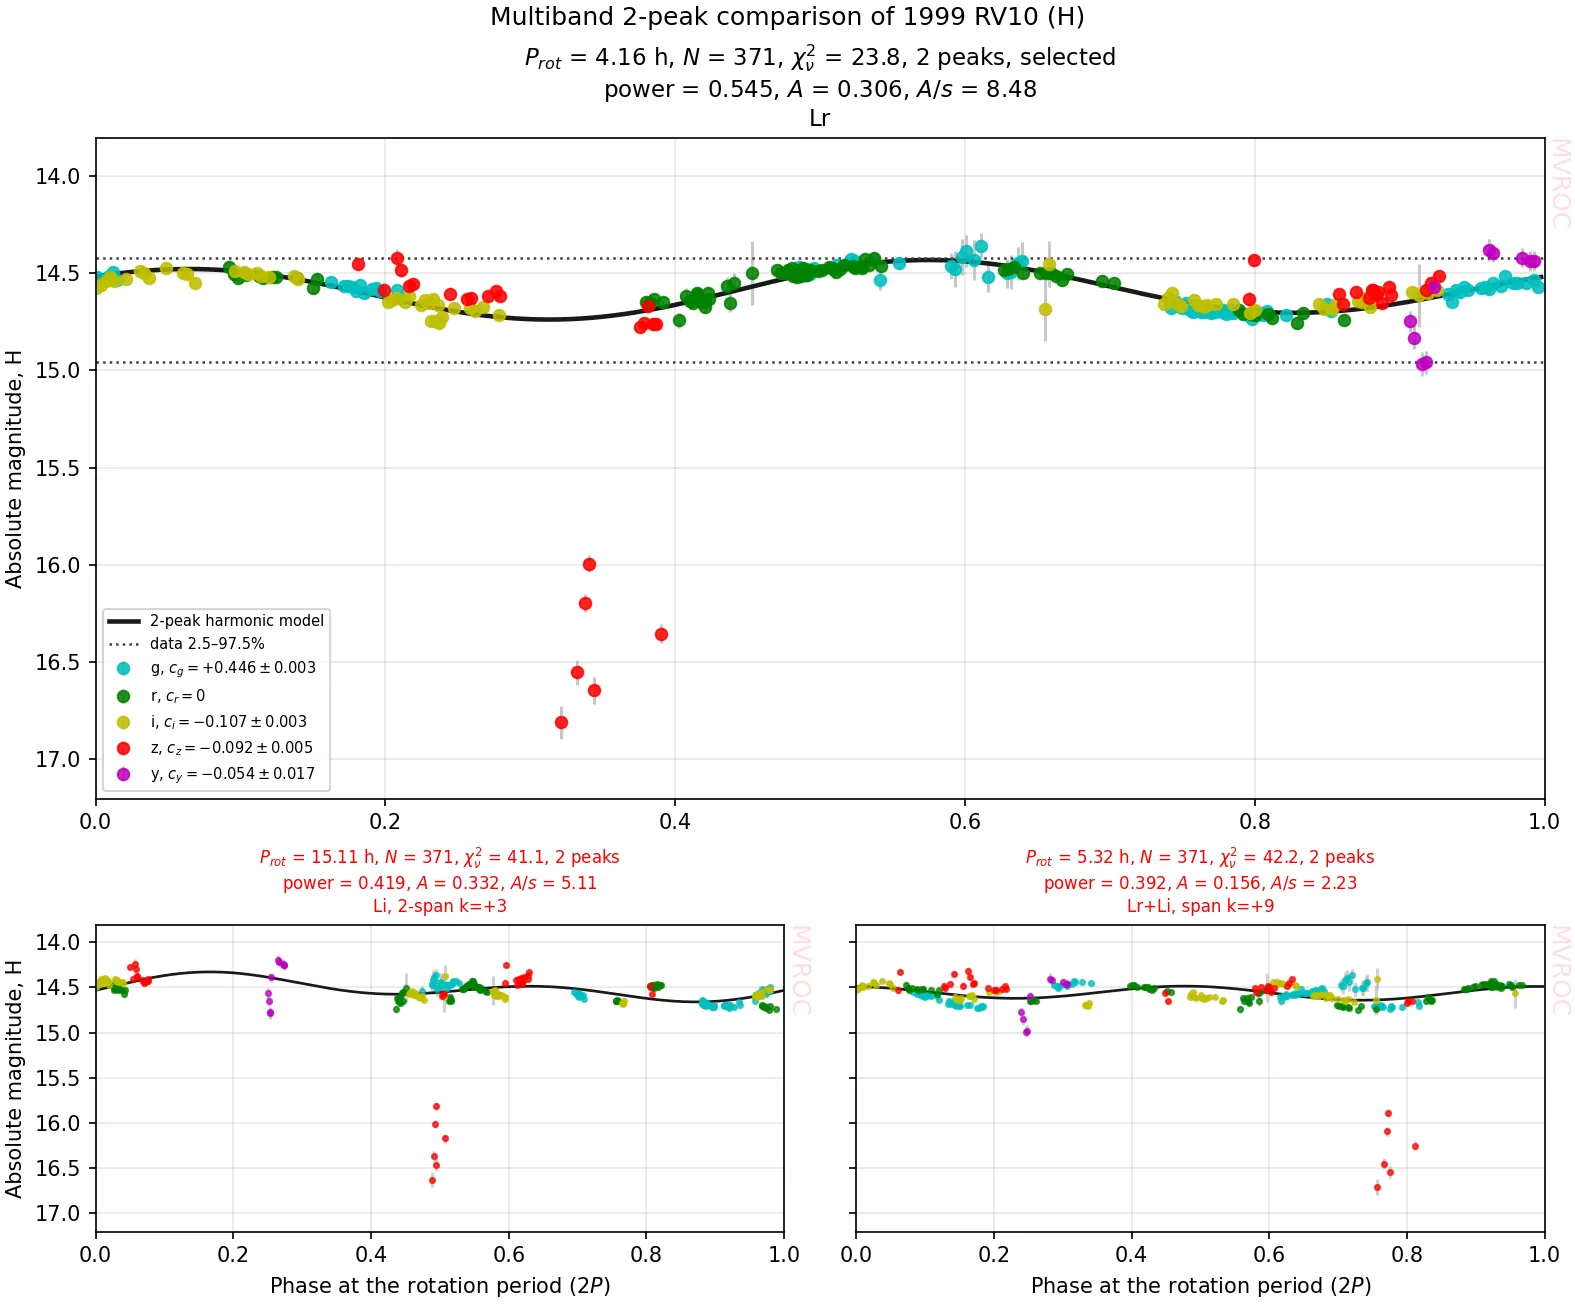 Multiband 2-peak comparison of 1999 RV10 (H)
P_rot = 4.16 h, N = 371, χ²_ν = 23.8, 2 peaks, selected
power = 0.545, A = 0.306, A/s = 8.48
Lr
MVROC
14.0
14.5
15.0
15.5
16.0
16.5
17.0
Absolute magnitude, H
2-peak harmonic model
data 2.5–97.5%
g, c_g = +0.446 ± 0.003
r, c_r = 0
i, c_i = −0.107 ± 0.003
z, c_z = −0.092 ± 0.005
y, c_y = −0.054 ± 0.017
0.0 0.2 0.4 0.6 0.8 1.0
P_rot = 15.11 h, N = 371, χ²_ν = 41.1, 2 peaks
power = 0.419, A = 0.332, A/s = 5.11
Li, 2-span k=+3
MVROC
14.0
14.5
15.0
15.5
16.0
16.5
17.0
Absolute magnitude, H
0.0 0.2 0.4 0.6 0.8 1.0
Phase at the rotation period (2P)
P_rot = 5.32 h, N = 371, χ²_ν = 42.2, 2 peaks
power = 0.392, A = 0.156, A/s = 2.23
Lr+Li, span k=+9
MVROC
0.0 0.2 0.4 0.6 0.8 1.0
Phase at the rotation period (2P)